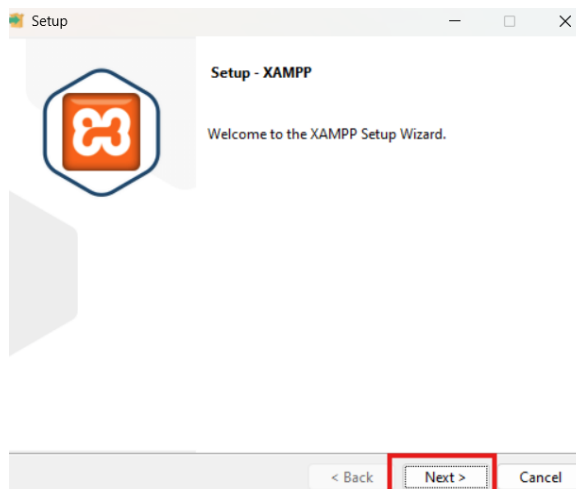 Setup
Setup - XAMPP
Welcome to the XAMPP Setup Wizard.
< Back Next > Cancel